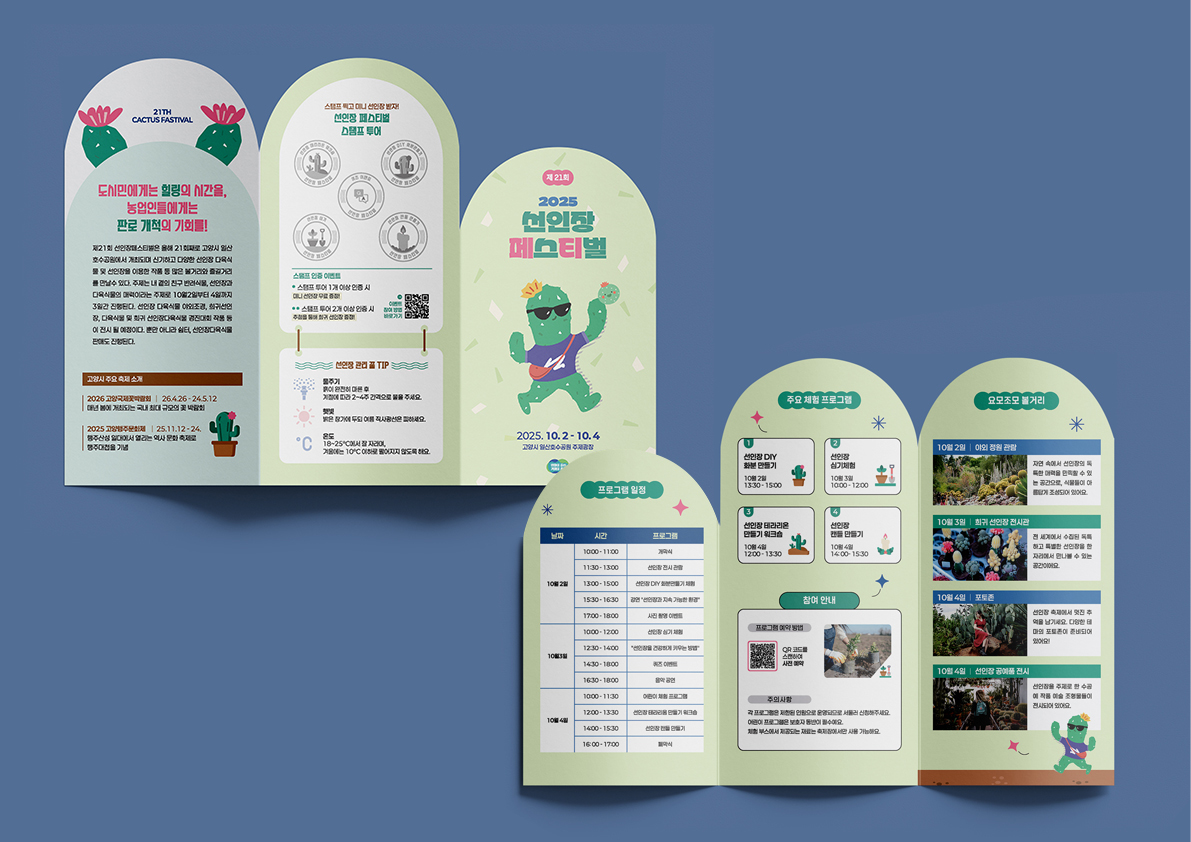 21TH
CACTUS FASTIVAL
도시민에게는 힐링의 시간을,
농업인들에게는
판로 개척의 기회를!
제21회 선인장페스티벌은 올해 21회째로 고양시 일산
호수공원에서 개최되며 신기하고 다양한 선인장 다육식
물 및 선인장을 이용한 작품 등 많은 볼거리와 즐길거리
를 만날수 있다. 주제는 내 곁의 친구 반려식물, 선인장과
다육식물의 매력이라는 주제로 10월2일부터 4일까지
3일간 진행된다. 선인장 다육식물 야외조경, 희귀선인
장, 다육식물 및 희귀 선인장다육식물 경진대회 작품 등
이 전시 될 예정이다. 뿐만 아니라 쉼터, 선인장다육식물
판매도 진행된다.
고양시 주요 축제 소개
2026 고양국제꽃박람회 | 26.4.26 - 24.5.12
매년 봄에 개최되는 국내 최대 규모의 꽃 박람회
2025 고양행주문화제 | 25.11.12 - 24.
행주산성 일대에서 열리는 역사 문화 축제로
행주대첩을 기념
스탬프 찍고 미니 선인장 받자!
선인장 페스티벌
스탬프 투어
스탬프 인증 이벤트
스탬프 투어 1개 이상 인증 시
미니 선인장 무료 증정!
스탬프 투어 2개 이상 인증 시
추첨을 통해 희귀 선인장 증정!
이벤트
참여 방법
바로가기
선인장 관리 꿀 TIP
물주기
흙이 완전히 마른 후
계절에 따라 2~4주 간격으로 물을 주세요.
햇빛
밝은 창가에 두되 여름 직사광선은 피하세요.
°C
온도
18~25°C에서 잘 자라며,
겨울에는 10°C 이하로 떨어지지 않도록 해요.
제 21회
2025
선인장
페스티벌
2025. 10. 2 - 10. 4
고양시 일산호수공원 주제광장
프로그램 일정
날짜 시간 프로그램
10월 2일
10:00 - 11:00 개막식
11:30 - 13:00 선인장 전시 관람
13:00 - 15:00 선인장 DIY 화분만들기 체험
15:30 - 16:30 강연 "선인장과 지속 가능한 환경"
17:00 - 18:00 사진 촬영 이벤트
10월3일
10:00 - 12:00 선인장 심기 체험
12:30 - 14:00 "선인장을 건강하게 키우는 방법"
14:30 - 18:00 퀴즈 이벤트
16:30 - 18:00 음악 공연
10월 4일
10:00 - 11:30 어린이 체험 프로그램
12:00 - 13:30 선인장 테라리움 만들기 워크숍
14:00 - 15:30 선인장 캔들 만들기
16:00 - 17:00 폐막식
주요 체험 프로그램
1
선인장 DIY
화분 만들기
10월 2일
13:30 - 15:00
2
선인장
심기체험
10월 3일
10:00 - 12:00
3
선인장 테라리온
만들기 워크숍
10월 4일
12:00 - 13:30
4
선인장
캔들 만들기
10월 4일
14:00- 15:30
참여 안내
프로그램 예약 방법
QR 코드를
스캔하여
사전 예약
주의사항
각 프로그램은 제한된 인원으로 운영되므로 서둘러 신청해주세요.
어린이 프로그램은 보호자 동반이 필수예요.
체험 부스에서 제공되는 재료는 축제장에서만 사용 가능해요.
요모조모 볼거리
10월 2일 | 야외 정원 관람
자연 속에서 선인장의 독
특한 매력을 만끽할 수 있
는 공간으로, 식물들이 아
름답게 조성되어 있어요.
10월 3일 | 희귀 선인장 전시관
전 세계에서 수집된 독특
하고 특별한 선인장을 한
자리에서 만나볼 수 있는
공간이에요.
10월 4일 | 포토존
선인장 축제에서 멋진 추
억을 남기세요. 다양한 테
마의 포토존이 준비되어
있어요!
10월 4일 | 선인장 공예품 전시
선인장을 주제로 한 수공
예 작품 예술 조형물들이
전시되어 있어요.